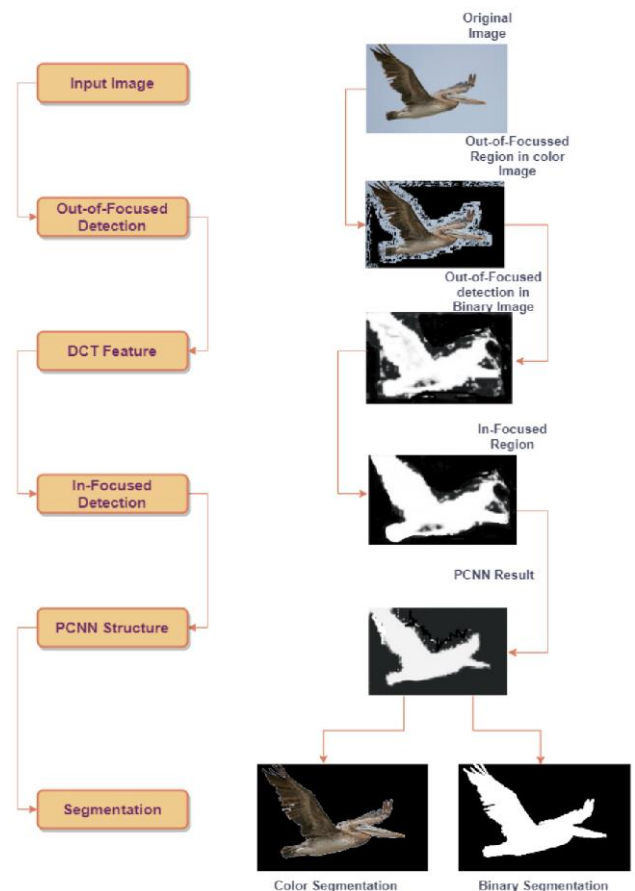 Input Image
Out-of-Focused
Detection
DCT Feature
In-Focused
Detection
PCNN Structure
Segmentation
Original
Image
Out-of-Focussed
Region in color
Image
Out-of-Focused
detection in
Binary Image
In-Focused
Region
PCNN Result
Color Segmentation
Binary Segmentation